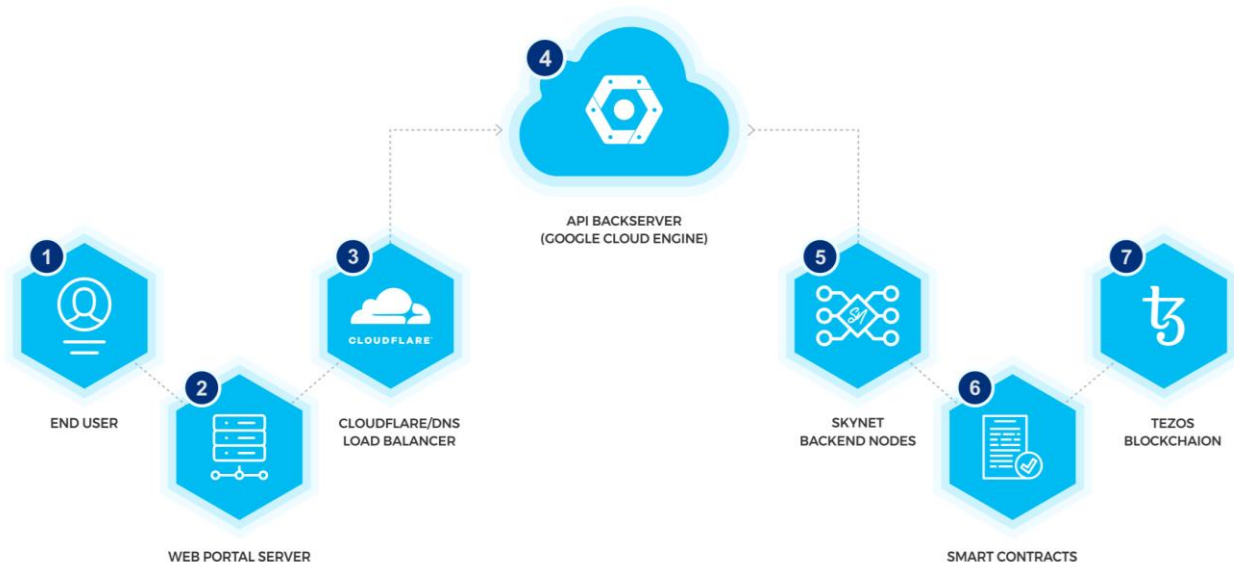 1
END USER
2
WEB PORTAL SERVER
3
CLOUDFLARE
CLOUDFLARE/DNS
LOAD BALANCER
4
API BACKSERVER
(GOOGLE CLOUD ENGINE)
5
SA
SKYNET
BACKEND NODES
6
SMART CONTRACTS
7
TEZOS
BLOCKCHAION